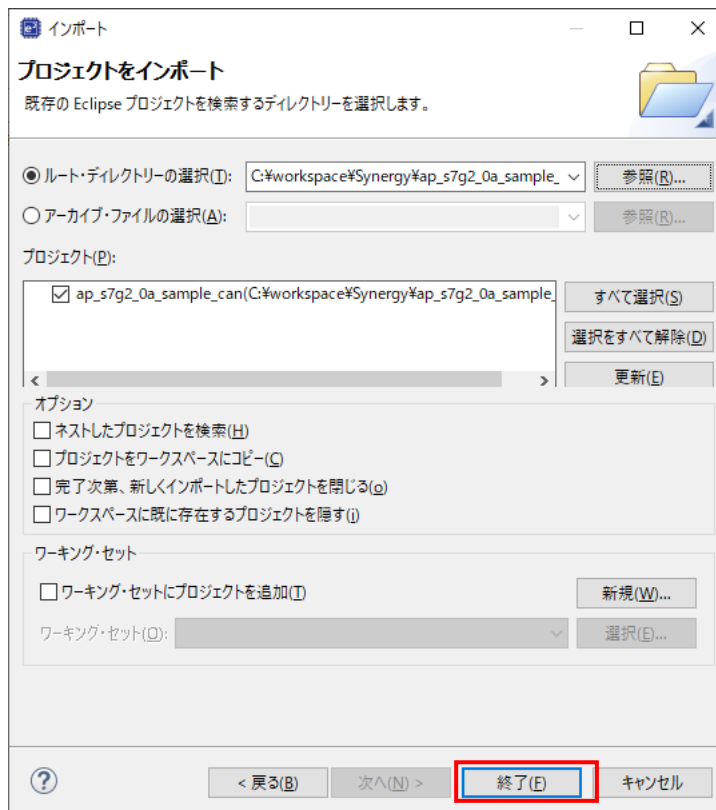 インポート
プロジェクトをインポート
既存の Eclipse プロジェクトを検索するディレクトリーを選択します。
ルート・ディレクトリーの選択(T): C:¥workspace¥Synergy¥ap_s7g2_0a_sample_ 参照(R)...
アーカイブ・ファイルの選択(A): 参照(R)...
プロジェクト(P):
ap_s7g2_0a_sample_can(C:¥workspace¥Synergy¥ap_s7g2_0a_sample_ すべて選択(S)
選択をすべて解除(D)
更新(E)
オプション
ネストしたプロジェクトを検索(H)
プロジェクトをワークスペースにコピー(C)
完了次第、新しくインポートしたプロジェクトを閉じる(o)
ワークスペースに既に存在するプロジェクトを隠す(i)
ワーキング・セット
ワーキング・セットにプロジェクトを追加(T) 新規(W)...
ワーキング・セット(O): 選択(E)...
? < 戻る(B) 次へ(N) > 終了(F) キャンセル